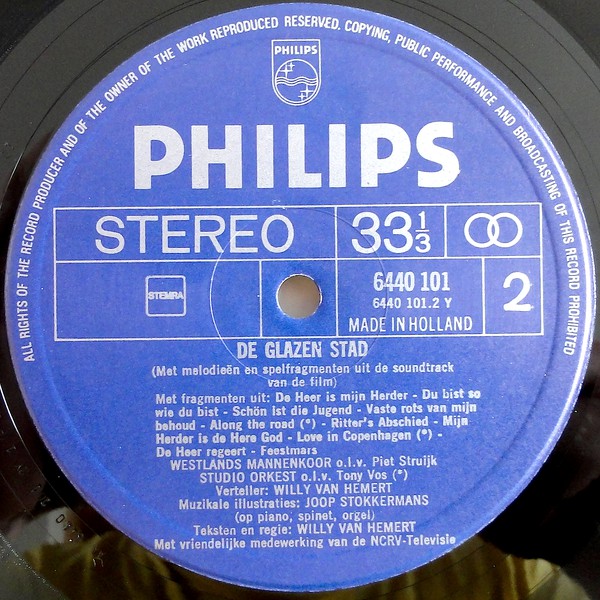 ALL RIGHTS OF THE RECORD PRODUCER AND OF THE OWNER OF THE WORK REPRODUCED RESERVED. COPYING, PUBLIC PERFORMANCE AND BROADCASTING OF THIS RECORD PROHIBITED
PHILIPS
PHILIPS
STEREO
33 1/3
STEMRA
6440 101
6440 101.2 Y
MADE IN HOLLAND
2
DE GLAZEN STAD
(Met melodieën en spelfragmenten uit de soundtrack
van de film)
Met fragmenten uit: De Heer is mijn Herder - Du bist so
wie du bist - Schön ist die Jugend - Vaste rots van mijn
behoud - Along the road (*) - Ritter's Abschied - Mijn
Herder is de Here God - Love in Copenhagen (*) -
De Heer regeert - Feestmars
WESTLANDS MANNENKOOR o.l.v. Piet Struijk
STUDIO ORKEST o.l.v. Tony Vos (*)
Verteller: WILLY VAN HEMERT
Muzikale illustraties: JOOP STOKKERMANS
(op piano, spinet, orgel)
Teksten en regie: WILLY VAN HEMERT
Met vriendelijke medewerking van de NCRV-Televisie